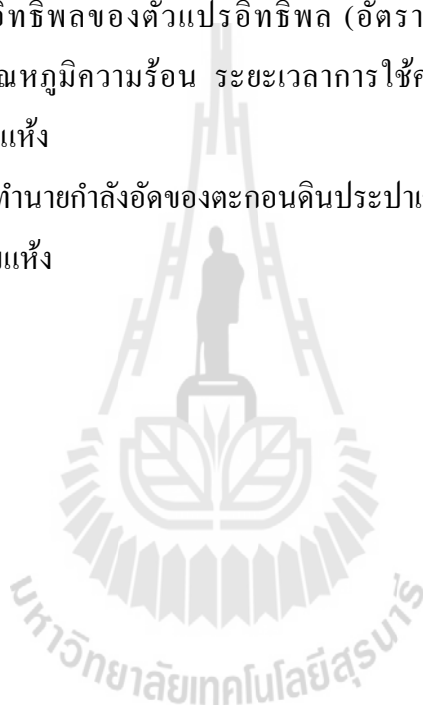 อิทธิพลของตัวแปรอิทธิพล (อัตรา
ณหภูมิความร้อน ระยะเวลาการใช้ค
แห้ง
ทำนายกำลังอัดของตะกอนดินประปาเ
แห้ง
มหาวิทยาลัยเทคโนโลยีสุรนารี